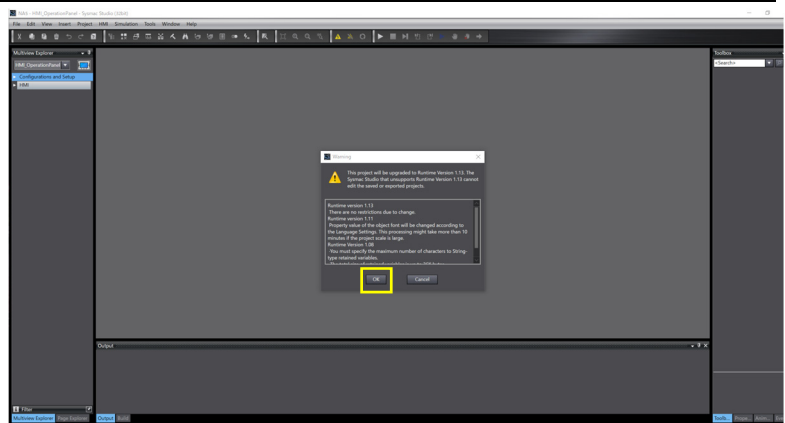 NAS - HMI_OperationPanel - Sysmac Studio (32bit)
File Edit View Insert Project HMI Simulation Tools Window Help
Multiview Explorer
HMI_OperationPanel
Configurations and Setup
HMI
Toolbox
<Search>
Warning
This project will be upgraded to Runtime Version 1.13. The
Sysmac Studio that unsupports Runtime Version 1.13 cannot
edit the saved or exported projects.
Runtime version 1.13
There are no restrictions due to change.
Runtime version 1.11
Property value of the object font will be changed according to
the Language Settings. This processing might take more than 10
minutes if the project scale is large.
Runtime Version 1.08
-You must specify the maximum number of characters to String-
type retained variables.
OK Cancel
Output
Filter
Multiview Explorer Page Explorer Output Build Toolb... Prope... Anim...